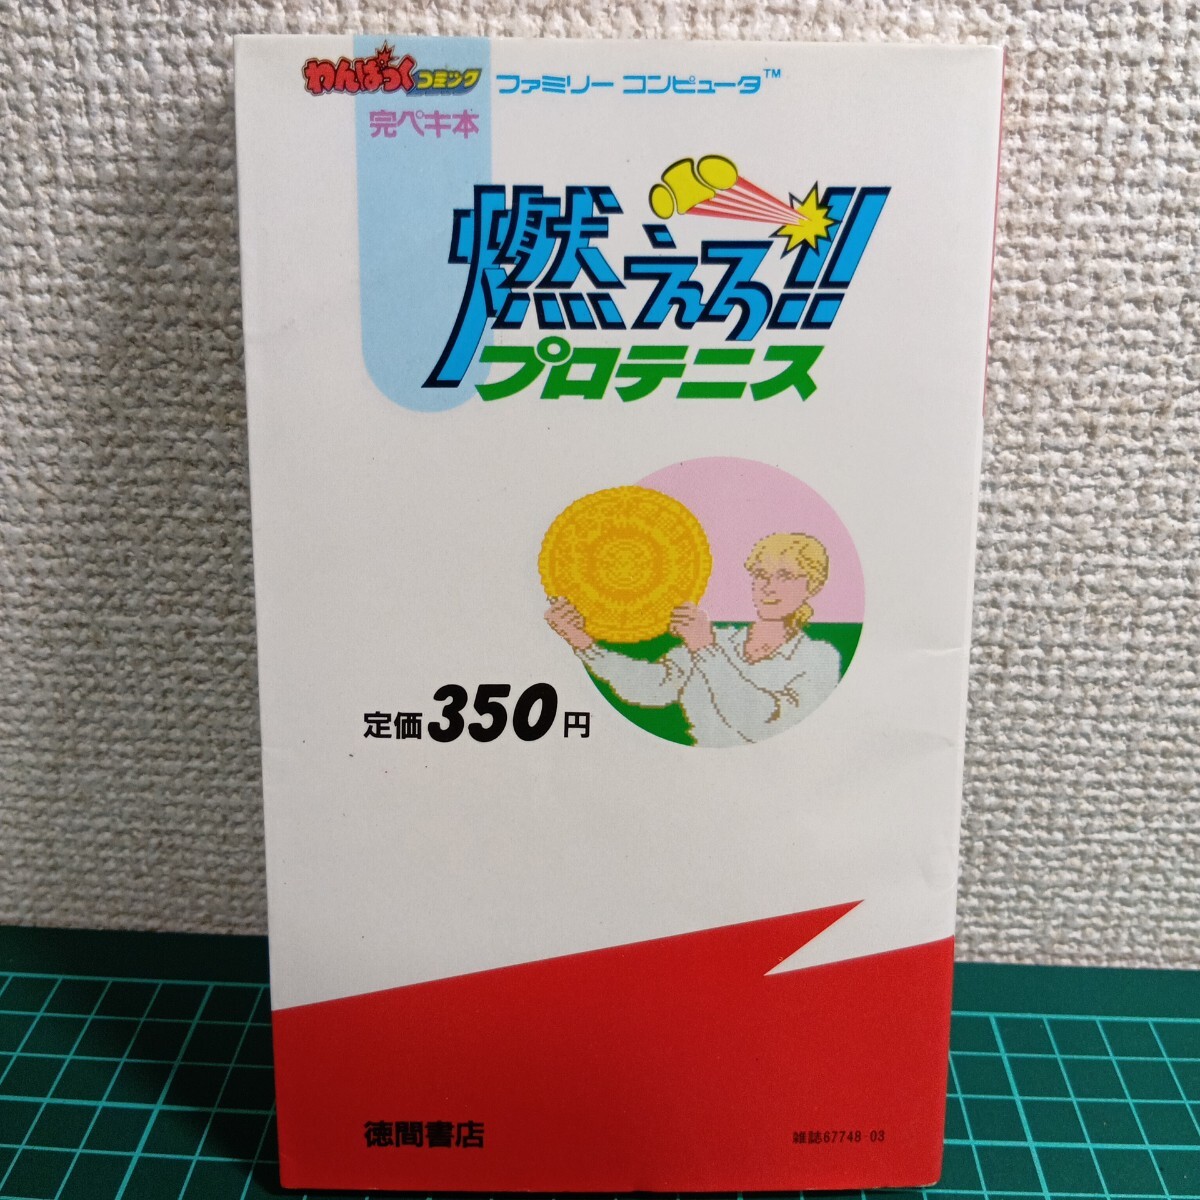 わんぱっくコミック ファミリー コンピュータ™
完ペキ本
燃えろ!!
プロテニス
定価350円
徳間書店
雑誌67748-03